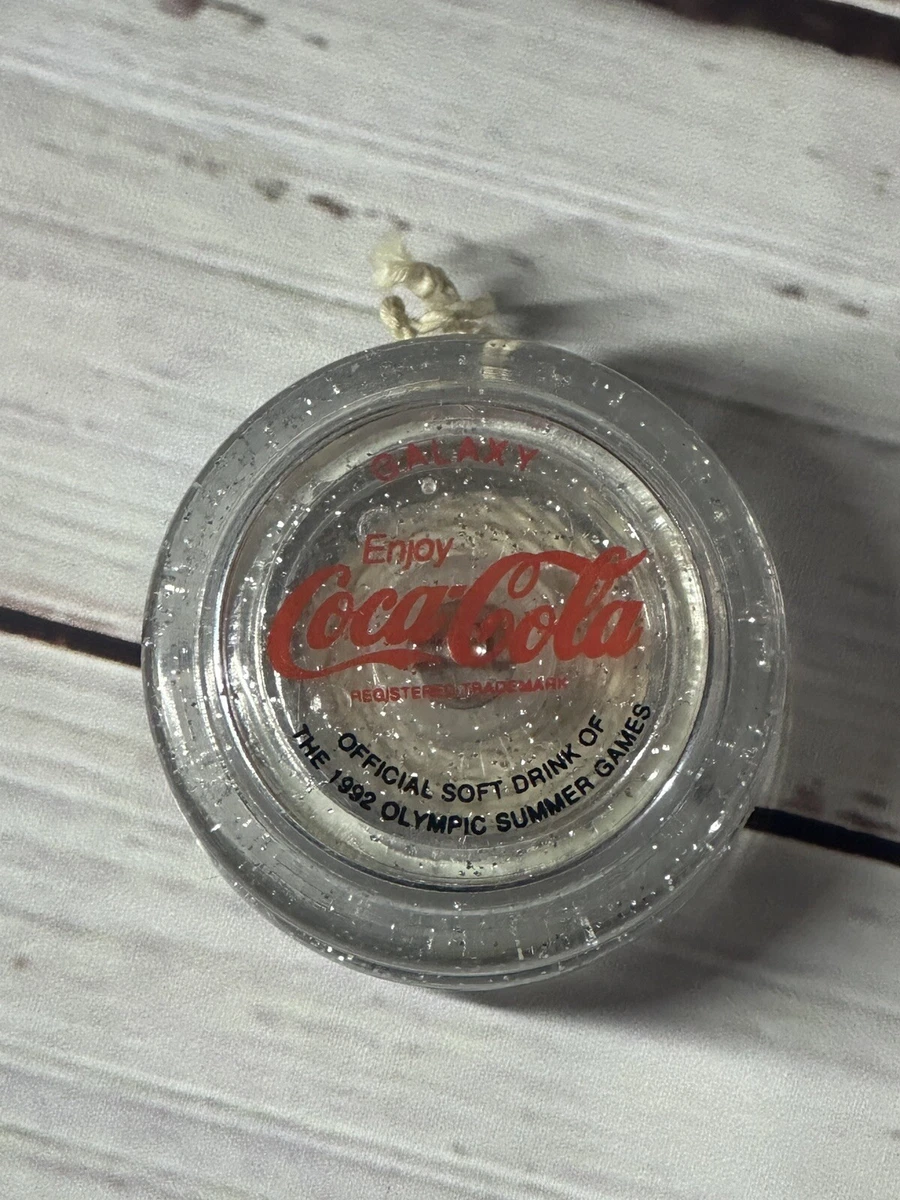 GALAXY
Enjoy
Coca-Cola
REGISTERED TRADEMARK
OFFICIAL SOFT DRINK OF
THE 1992 OLYMPIC SUMMER GAMES